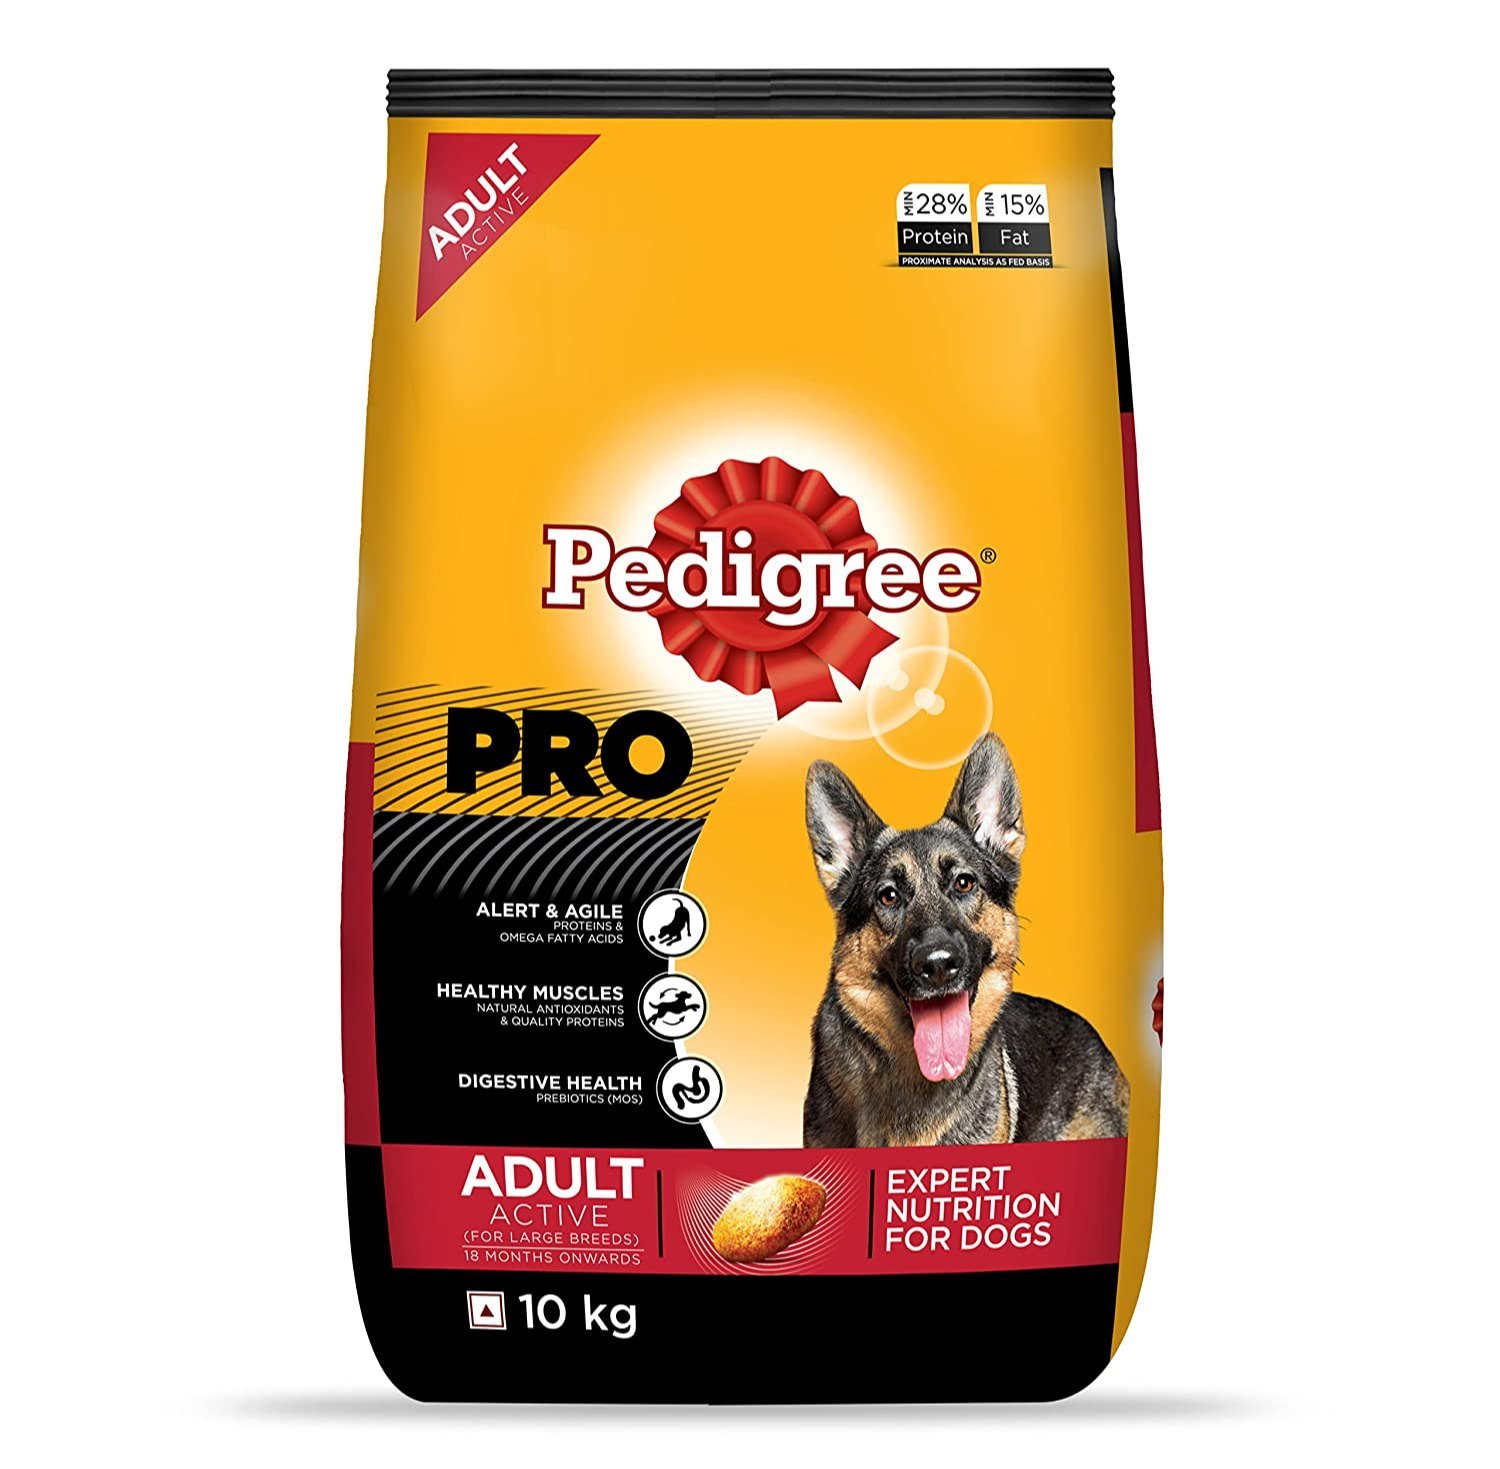 ADULT
ACTIVE
MIN 28% MIN 15%
Protein Fat
PROXIMATE ANALYSIS AS FED BASIS
Pedigree®
PRO
ALERT & AGILE
PROTEINS &
OMEGA FATTY ACIDS
HEALTHY MUSCLES
NATURAL ANTIOXIDANTS
& QUALITY PROTEINS
DIGESTIVE HEALTH
PREBIOTICS (MOS)
ADULT
ACTIVE
(FOR LARGE BREEDS)
18 MONTHS ONWARDS
EXPERT
NUTRITION
FOR DOGS
10 kg